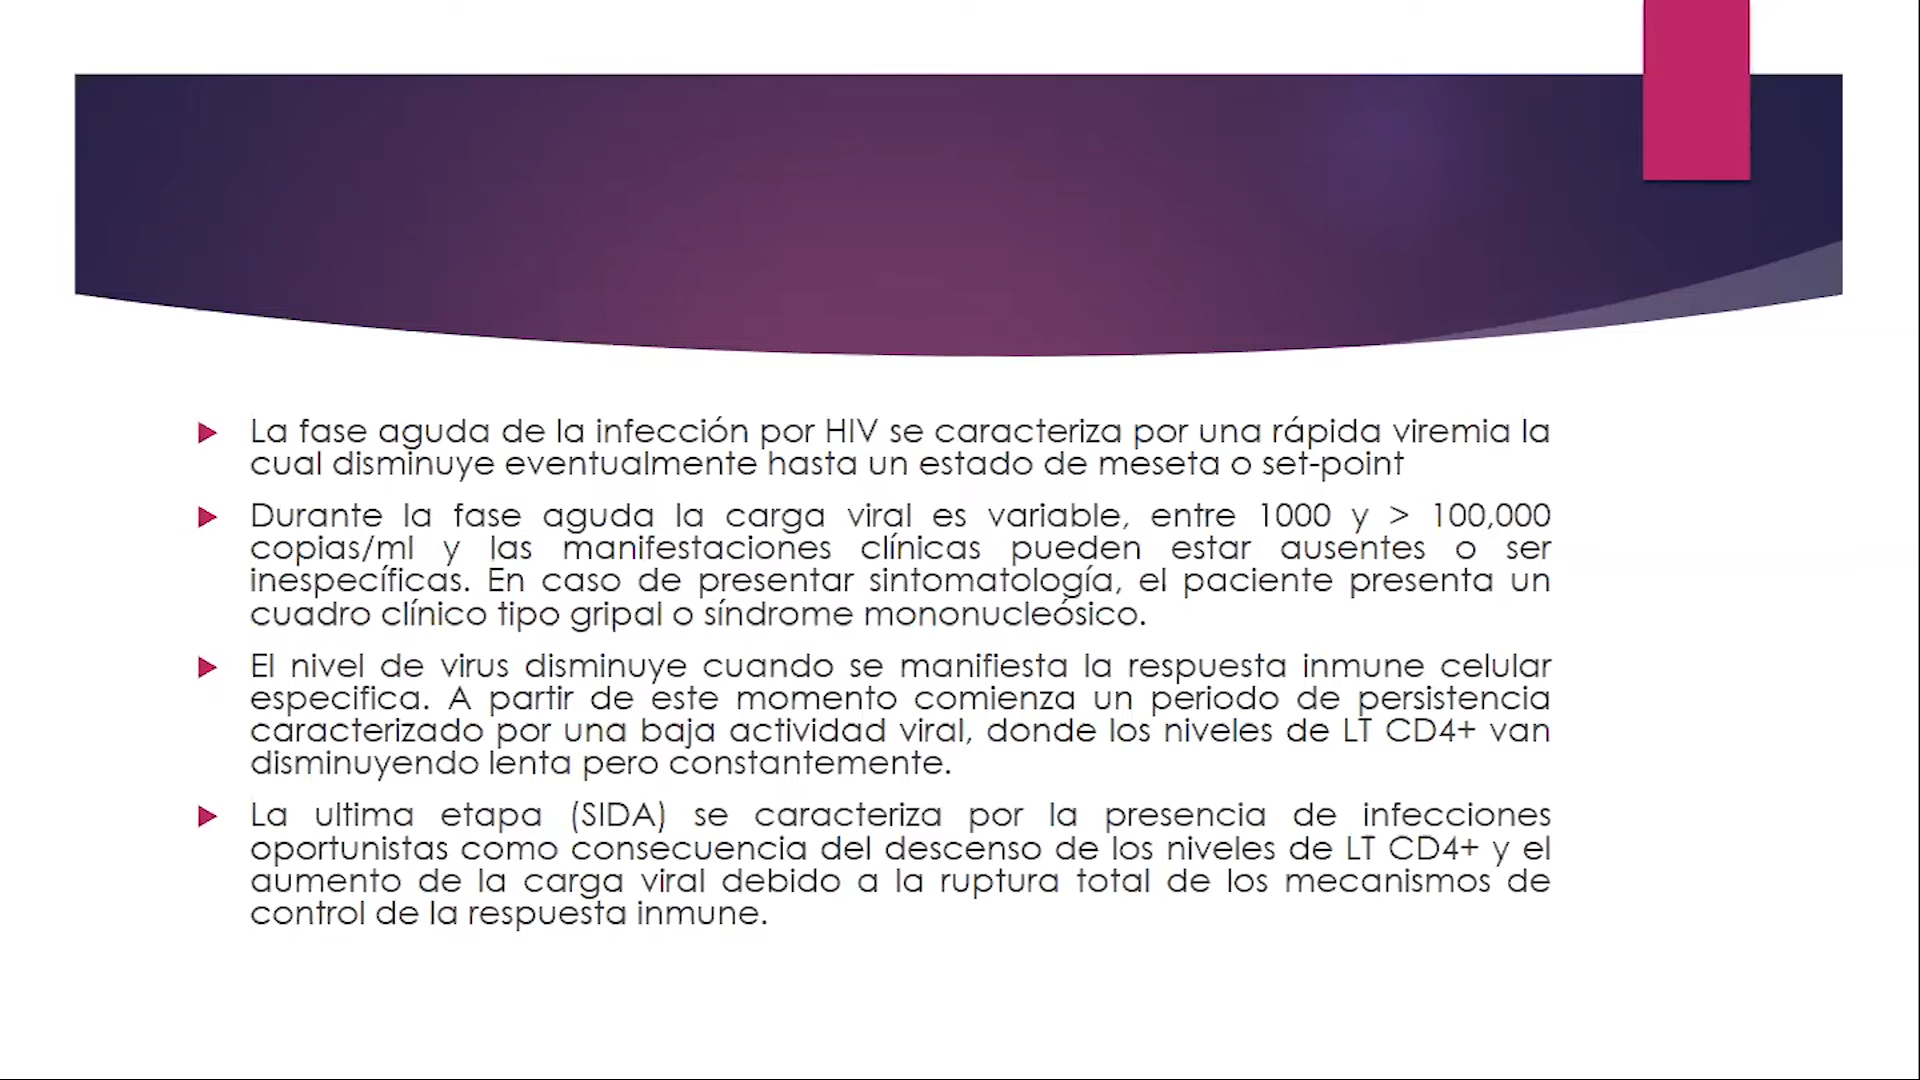 La fase aguda de la infección por HIV se caracteriza por una rápida viremia la
cual disminuye eventualmente hasta un estado de meseta o set-point
Durante la fase aguda la carga viral es variable, entre 1000 y > 100,000
copias/ml y las manifestaciones clínicas pueden estar ausentes o ser
inespecíficas. En caso de presentar sintomatología, el paciente presenta un
cuadro clínico tipo gripal o síndrome mononucleósico.
El nivel de virus disminuye cuando se manifiesta la respuesta inmune celular
especifica. A partir de este momento comienza un periodo de persistencia
caracterizado por una baja actividad viral, donde los niveles de LT CD4+ van
disminuyendo lenta pero constantemente.
La ultima etapa (SIDA) se caracteriza por la presencia de infecciones
oportunistas como consecuencia del descenso de los niveles de LT CD4+ y el
aumento de la carga viral debido a la ruptura total de los mecanismos de
control de la respuesta inmune.